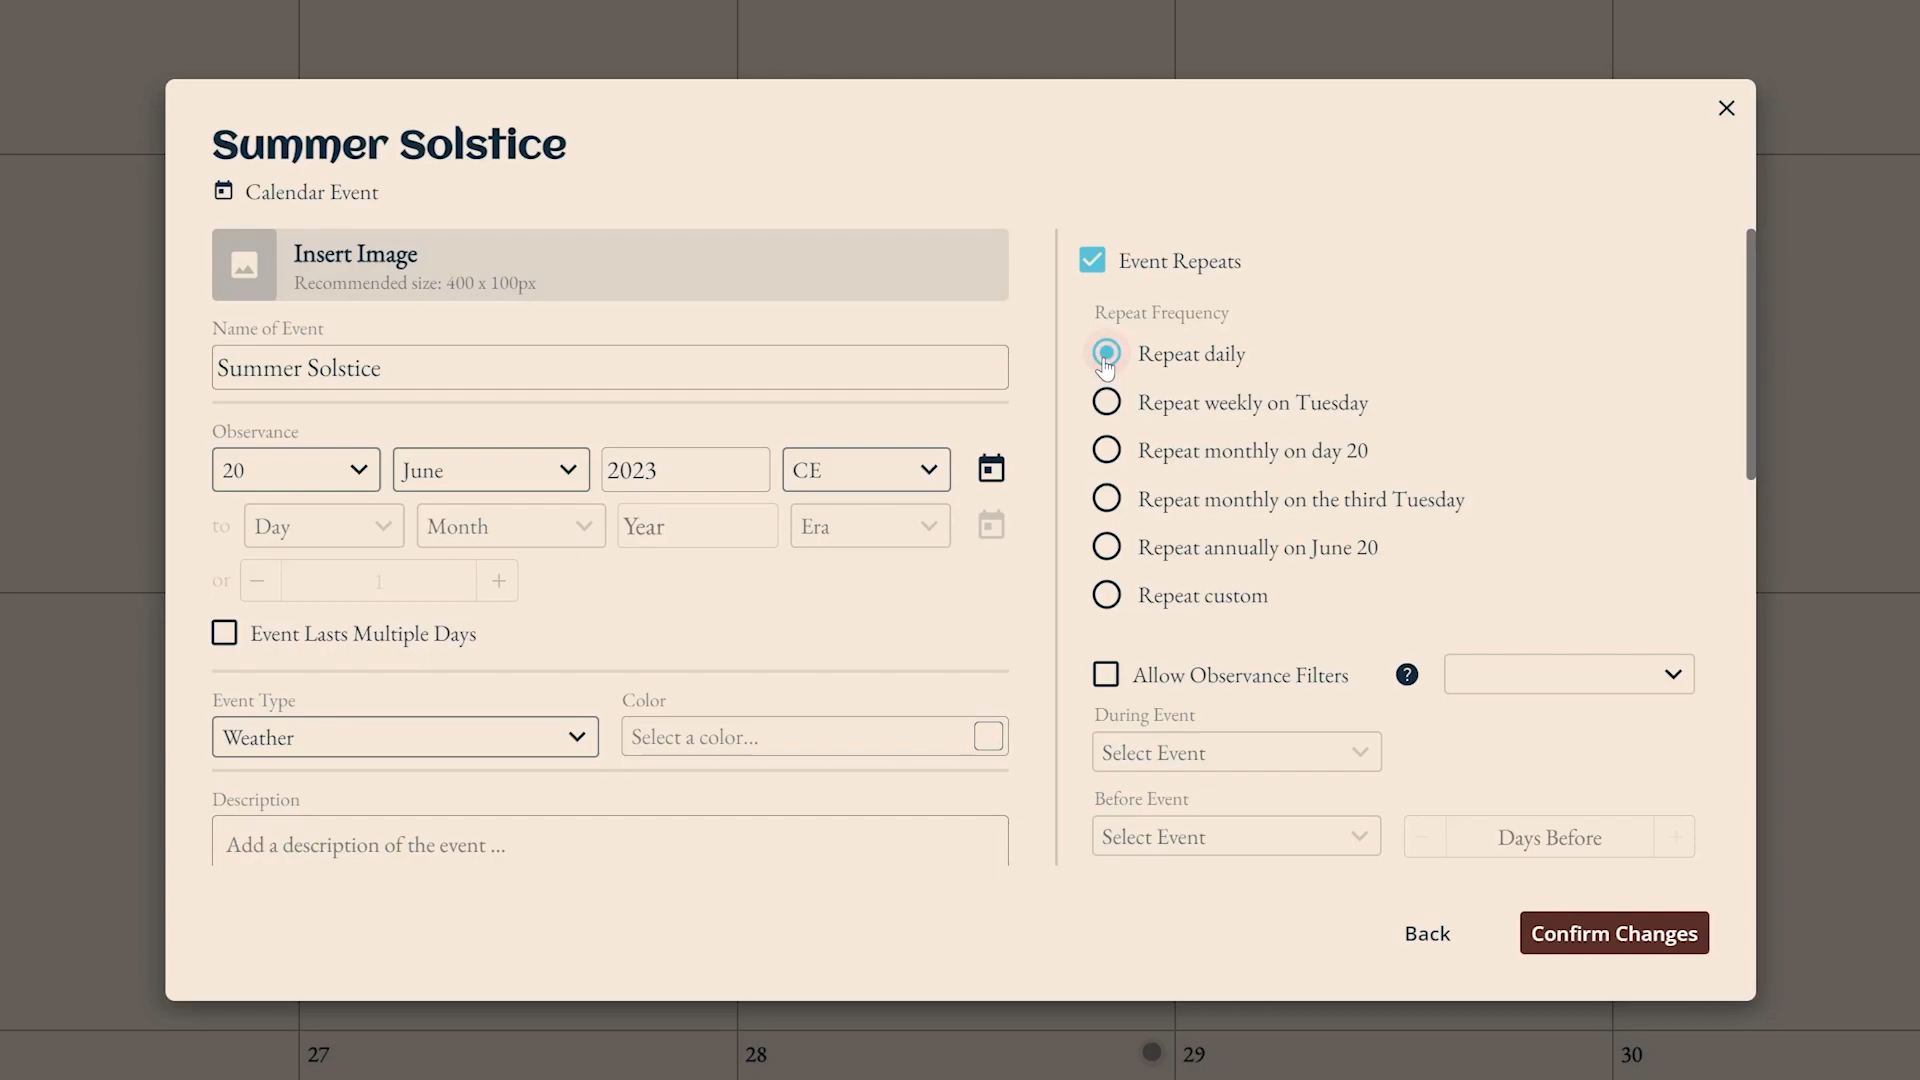 Summer Solstice
Calendar Event
Insert Image
Recommended size: 400 x 100px
Name of Event
Summer Solstice
Observance
20 June 2023 CE
to Day Month Year Era
or − 1 +
Event Lasts Multiple Days
Event Type Color
Weather Select a color...
Description
Add a description of the event ...
Event Repeats
Repeat Frequency
Repeat daily
Repeat weekly on Tuesday
Repeat monthly on day 20
Repeat monthly on the third Tuesday
Repeat annually on June 20
Repeat custom
Allow Observance Filters ?
During Event
Select Event
Before Event
Select Event − Days Before +
Back Confirm Changes
27 28 29 30